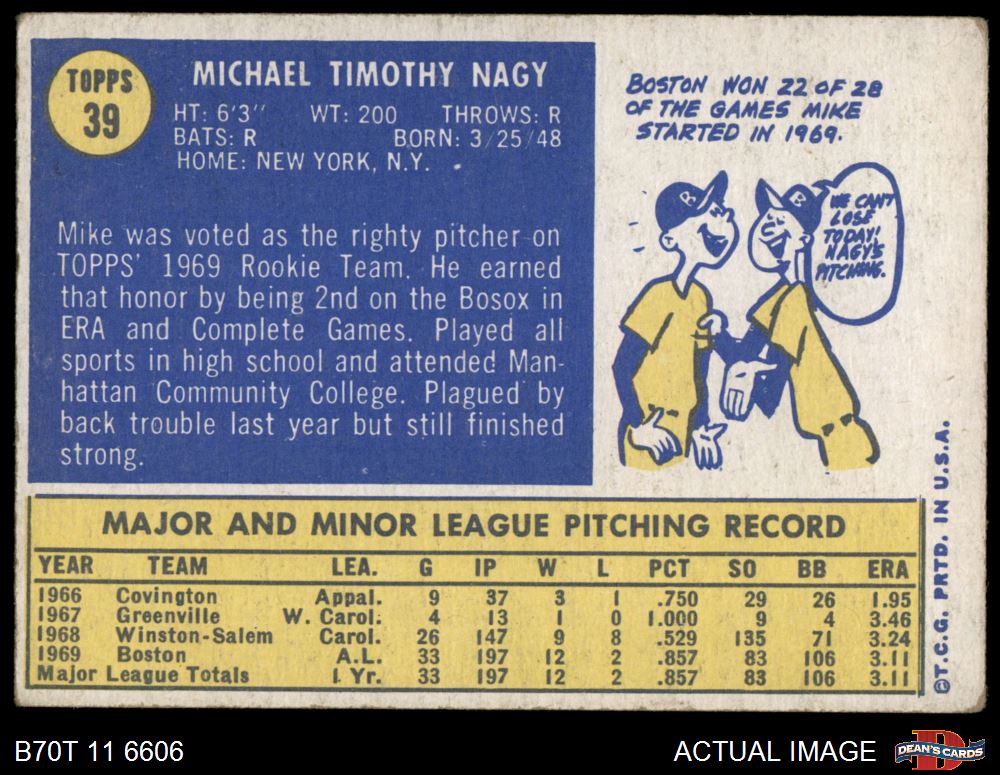 TOPPS
39
MICHAEL TIMOTHY NAGY
HT: 6'3" WT: 200 THROWS: R
BATS: R BORN: 3/25/48
HOME: NEW YORK, N.Y.
Mike was voted as the righty pitcher on
TOPPS' 1969 Rookie Team. He earned
that honor by being 2nd on the Bosox in
ERA and Complete Games. Played all
sports in high school and attended Man-
hattan Community College. Plagued by
back trouble last year but still finished
strong.
BOSTON WON 22 OF 28
OF THE GAMES MIKE
STARTED IN 1969.
B
B
WE CAN'T
LOSE
TODAY!
NAGY'S
PITCHING.
MAJOR AND MINOR LEAGUE PITCHING RECORD
YEAR TEAM LEA. G IP W L PCT SO BB ERA
1966 Covington Appal. 9 37 3 1 .750 29 26 1.95
1967 Greenville W. Carol. 4 13 1 0 1.000 9 4 3.46
1968 Winston-Salem Carol. 26 147 9 8 .529 135 71 3.24
1969 Boston A.L. 33 197 12 2 .857 83 106 3.11
Major League Totals 1 Yr. 33 197 12 2 .857 83 106 3.11
©T.C.G. PRTD. IN U.S.A.
B70T 11 6606
ACTUAL IMAGE
D
DEAN'S CARDS